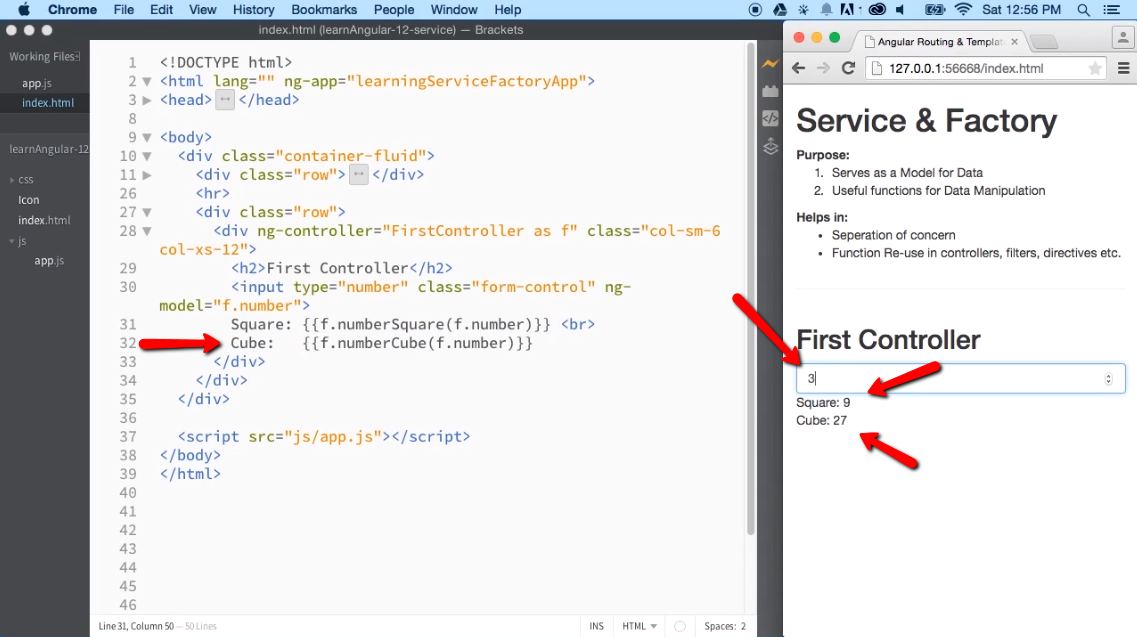 Chrome File Edit View History Bookmarks People Window Help Sat 12:56 PM
index.html (learnAngular-12-service) — Brackets
Working Files:
app.js
index.html
learnAngular-12
css
Icon
index.html
js
app.js
1 <!DOCTYPE html>
2 <html lang="" ng-app="learningServiceFactoryApp">
3 <head> </head>
8
9 <body>
10 <div class="container-fluid">
11 <div class="row"> </div>
26 <hr>
27 <div class="row">
28 <div ng-controller="FirstController as f" class="col-sm-6
col-xs-12">
29 <h2>First Controller</h2>
30 <input type="number" class="form-control" ng-
model="f.number">
31 Square: {{f.numberSquare(f.number)}} <br>
32 Cube: {{f.numberCube(f.number)}}
33 </div>
34 </div>
35 </div>
36
37 <script src="js/app.js"></script>
38 </body>
39 </html>
40
41
42
43
44
45
46
Line 31, Column 50 — 50 Lines
INS HTML Spaces: 2
Angular Routing & Templat
127.0.0.1:56668/index.html
Service & Factory
Purpose:
1. Serves as a Model for Data
2. Useful functions for Data Manipulation
Helps in:
• Seperation of concern
• Function Re-use in controllers, filters, directives etc.
First Controller
3
Square: 9
Cube: 27